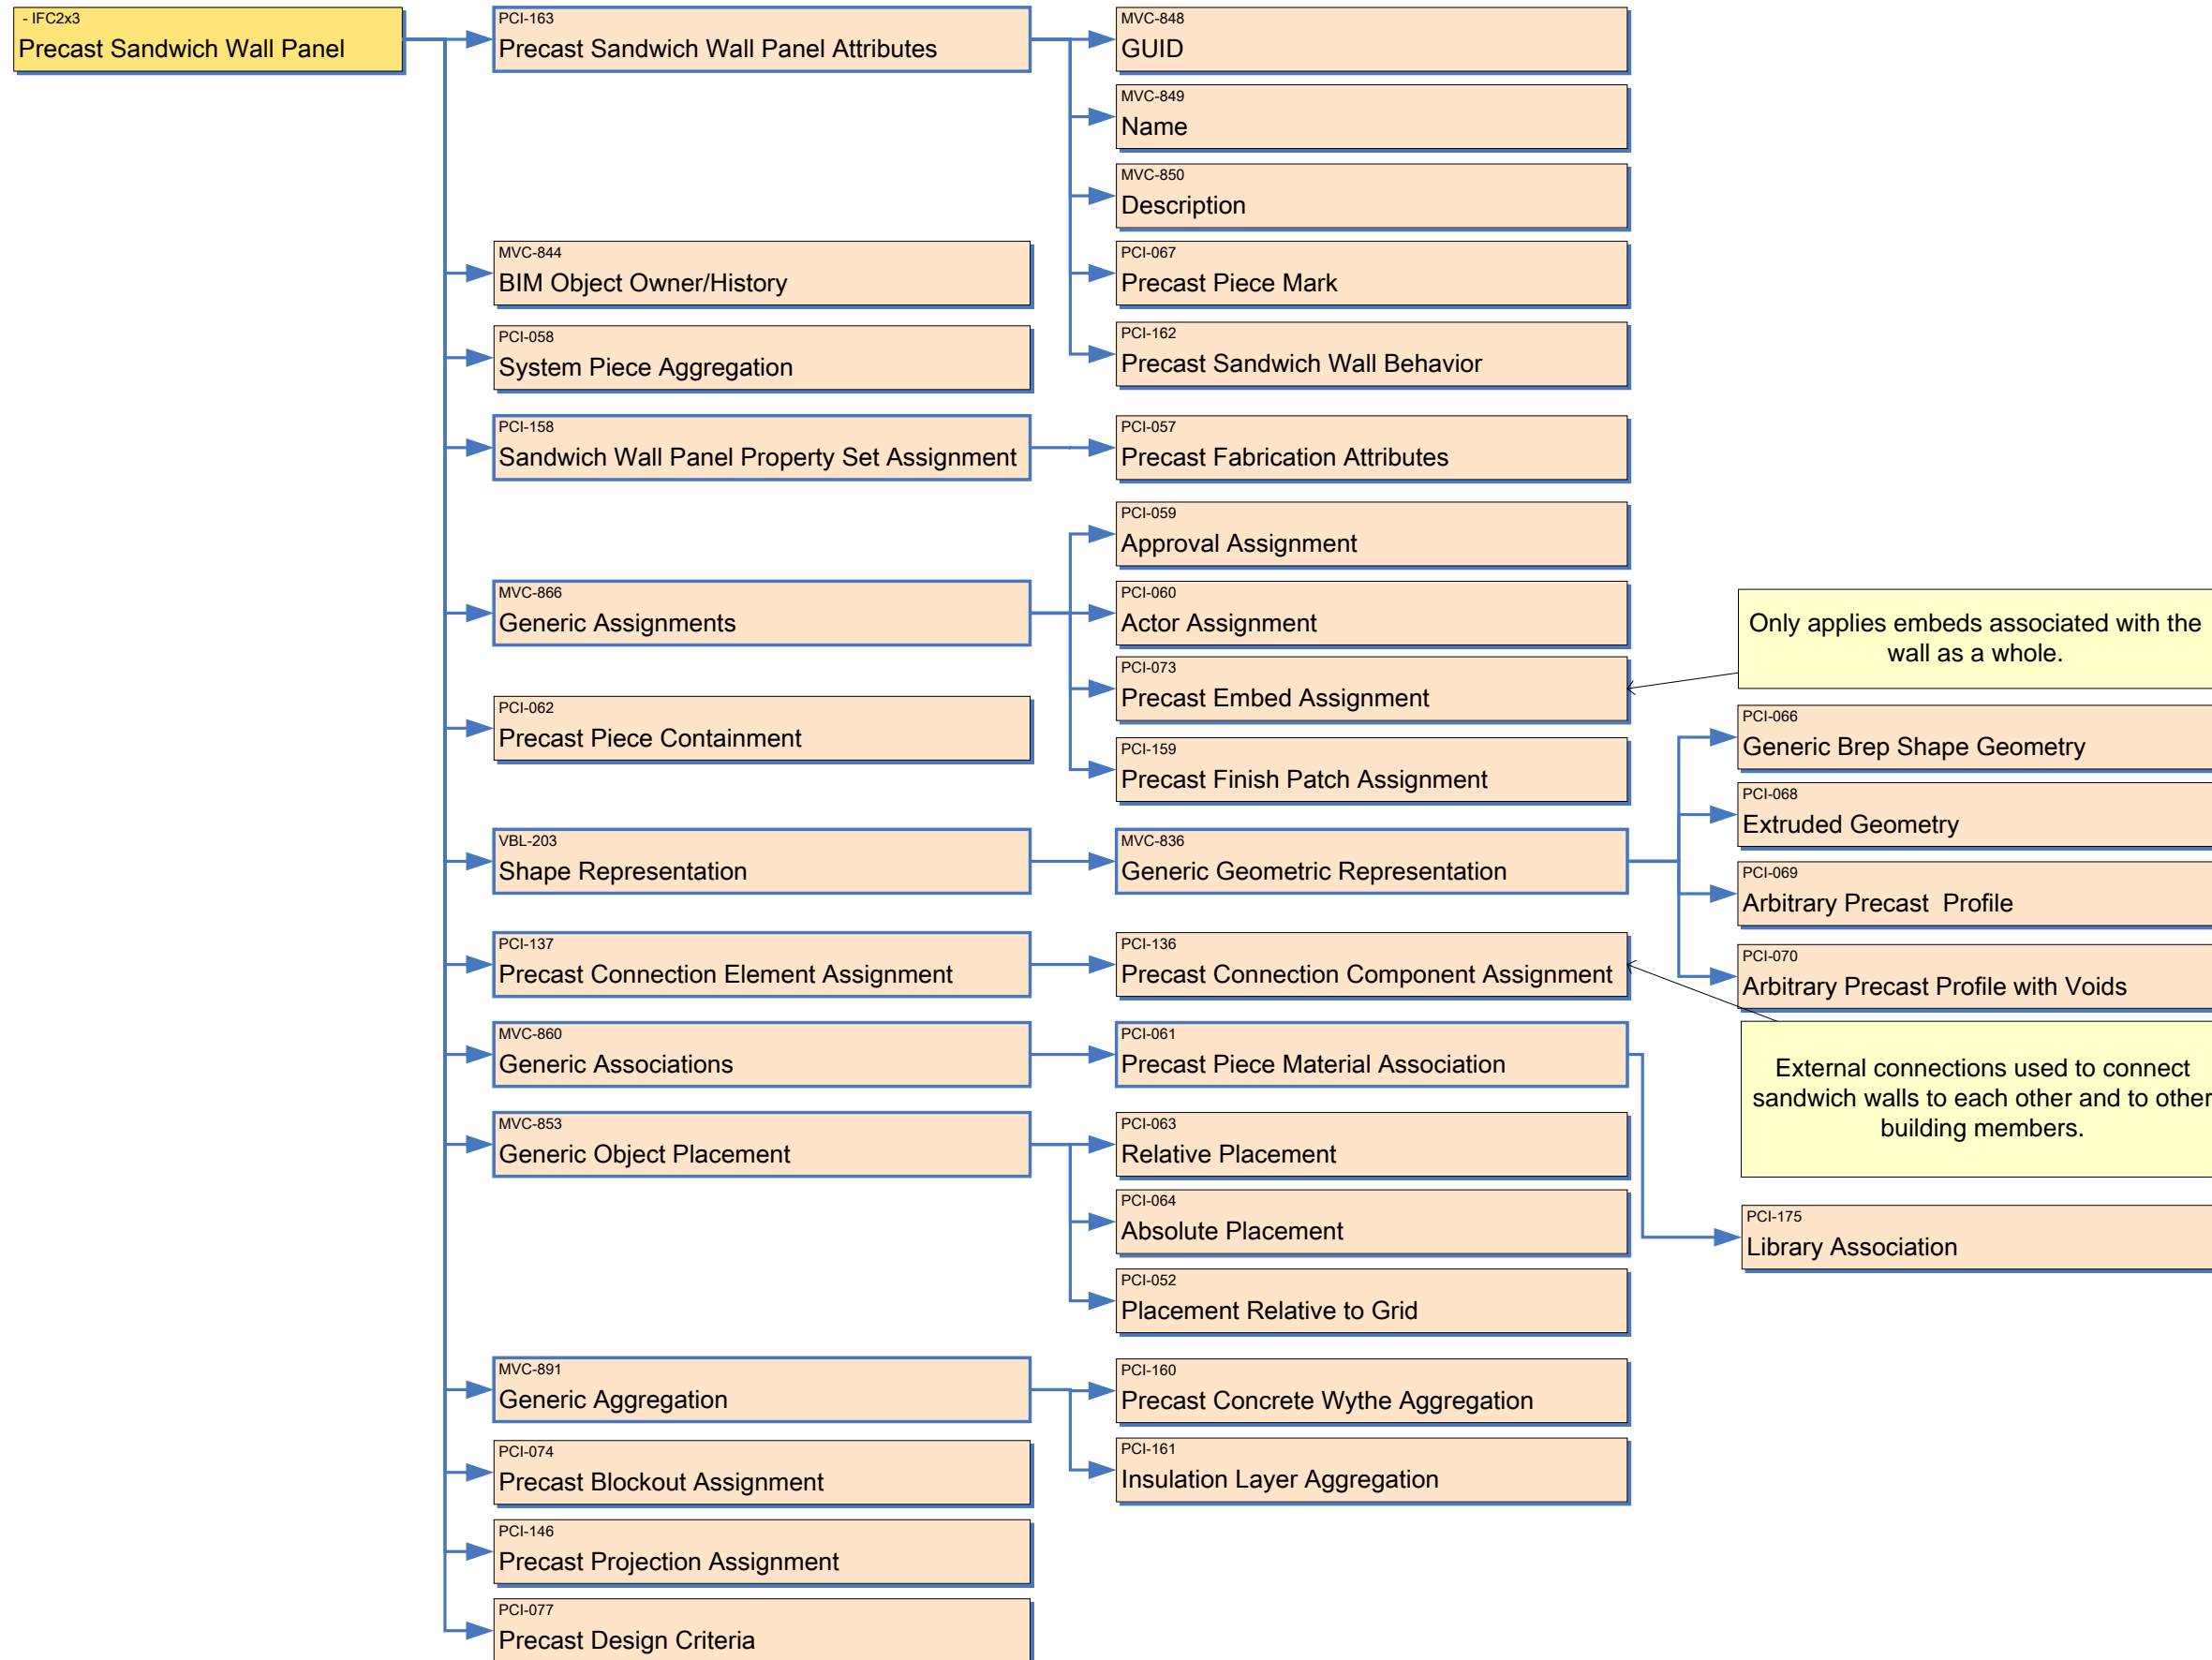 - IFC2x3
Precast Sandwich Wall Panel
PCI-163
Precast Sandwich Wall Panel Attributes
MVC-848
GUID
MVC-849
Name
MVC-850
Description
PCI-067
Precast Piece Mark
PCI-162
Precast Sandwich Wall Behavior
MVC-844
BIM Object Owner/History
PCI-058
System Piece Aggregation
PCI-158
Sandwich Wall Panel Property Set Assignment
PCI-057
Precast Fabrication Attributes
MVC-866
Generic Assignments
PCI-059
Approval Assignment
PCI-060
Actor Assignment
PCI-073
Precast Embed Assignment
Only applies embeds associated with the
wall as a whole.
PCI-159
Precast Finish Patch Assignment
PCI-062
Precast Piece Containment
VBL-203
Shape Representation
MVC-836
Generic Geometric Representation
PCI-066
Generic Brep Shape Geometry
PCI-068
Extruded Geometry
PCI-069
Arbitrary Precast  Profile
PCI-070
Arbitrary Precast Profile with Voids
PCI-137
Precast Connection Element Assignment
PCI-136
Precast Connection Component Assignment
External connections used to connect
sandwich walls to each other and to other
building members.
MVC-860
Generic Associations
PCI-061
Precast Piece Material Association
PCI-175
Library Association
MVC-853
Generic Object Placement
PCI-063
Relative Placement
PCI-064
Absolute Placement
PCI-052
Placement Relative to Grid
MVC-891
Generic Aggregation
PCI-160
Precast Concrete Wythe Aggregation
PCI-161
Insulation Layer Aggregation
PCI-074
Precast Blockout Assignment
PCI-146
Precast Projection Assignment
PCI-077
Precast Design Criteria